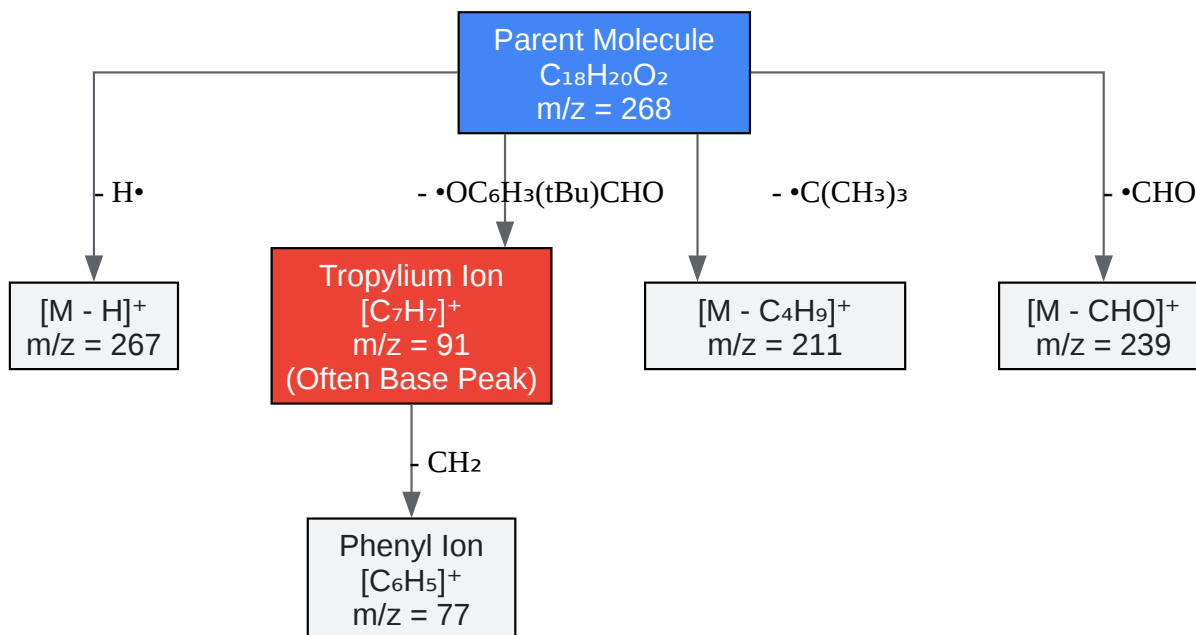 Parent Molecule
C₁₈H₂₀O₂
m/z = 268
- H•
- •OC₆H₃(tBu)CHO
- •C(CH₃)₃
- •CHO
[M - H]⁺
m/z = 267
Tropylium Ion
[C₇H₇]⁺
m/z = 91
(Often Base Peak)
[M - C₄H₉]⁺
m/z = 211
[M - CHO]⁺
m/z = 239
- CH₂
Phenyl Ion
[C₆H₅]⁺
m/z = 77